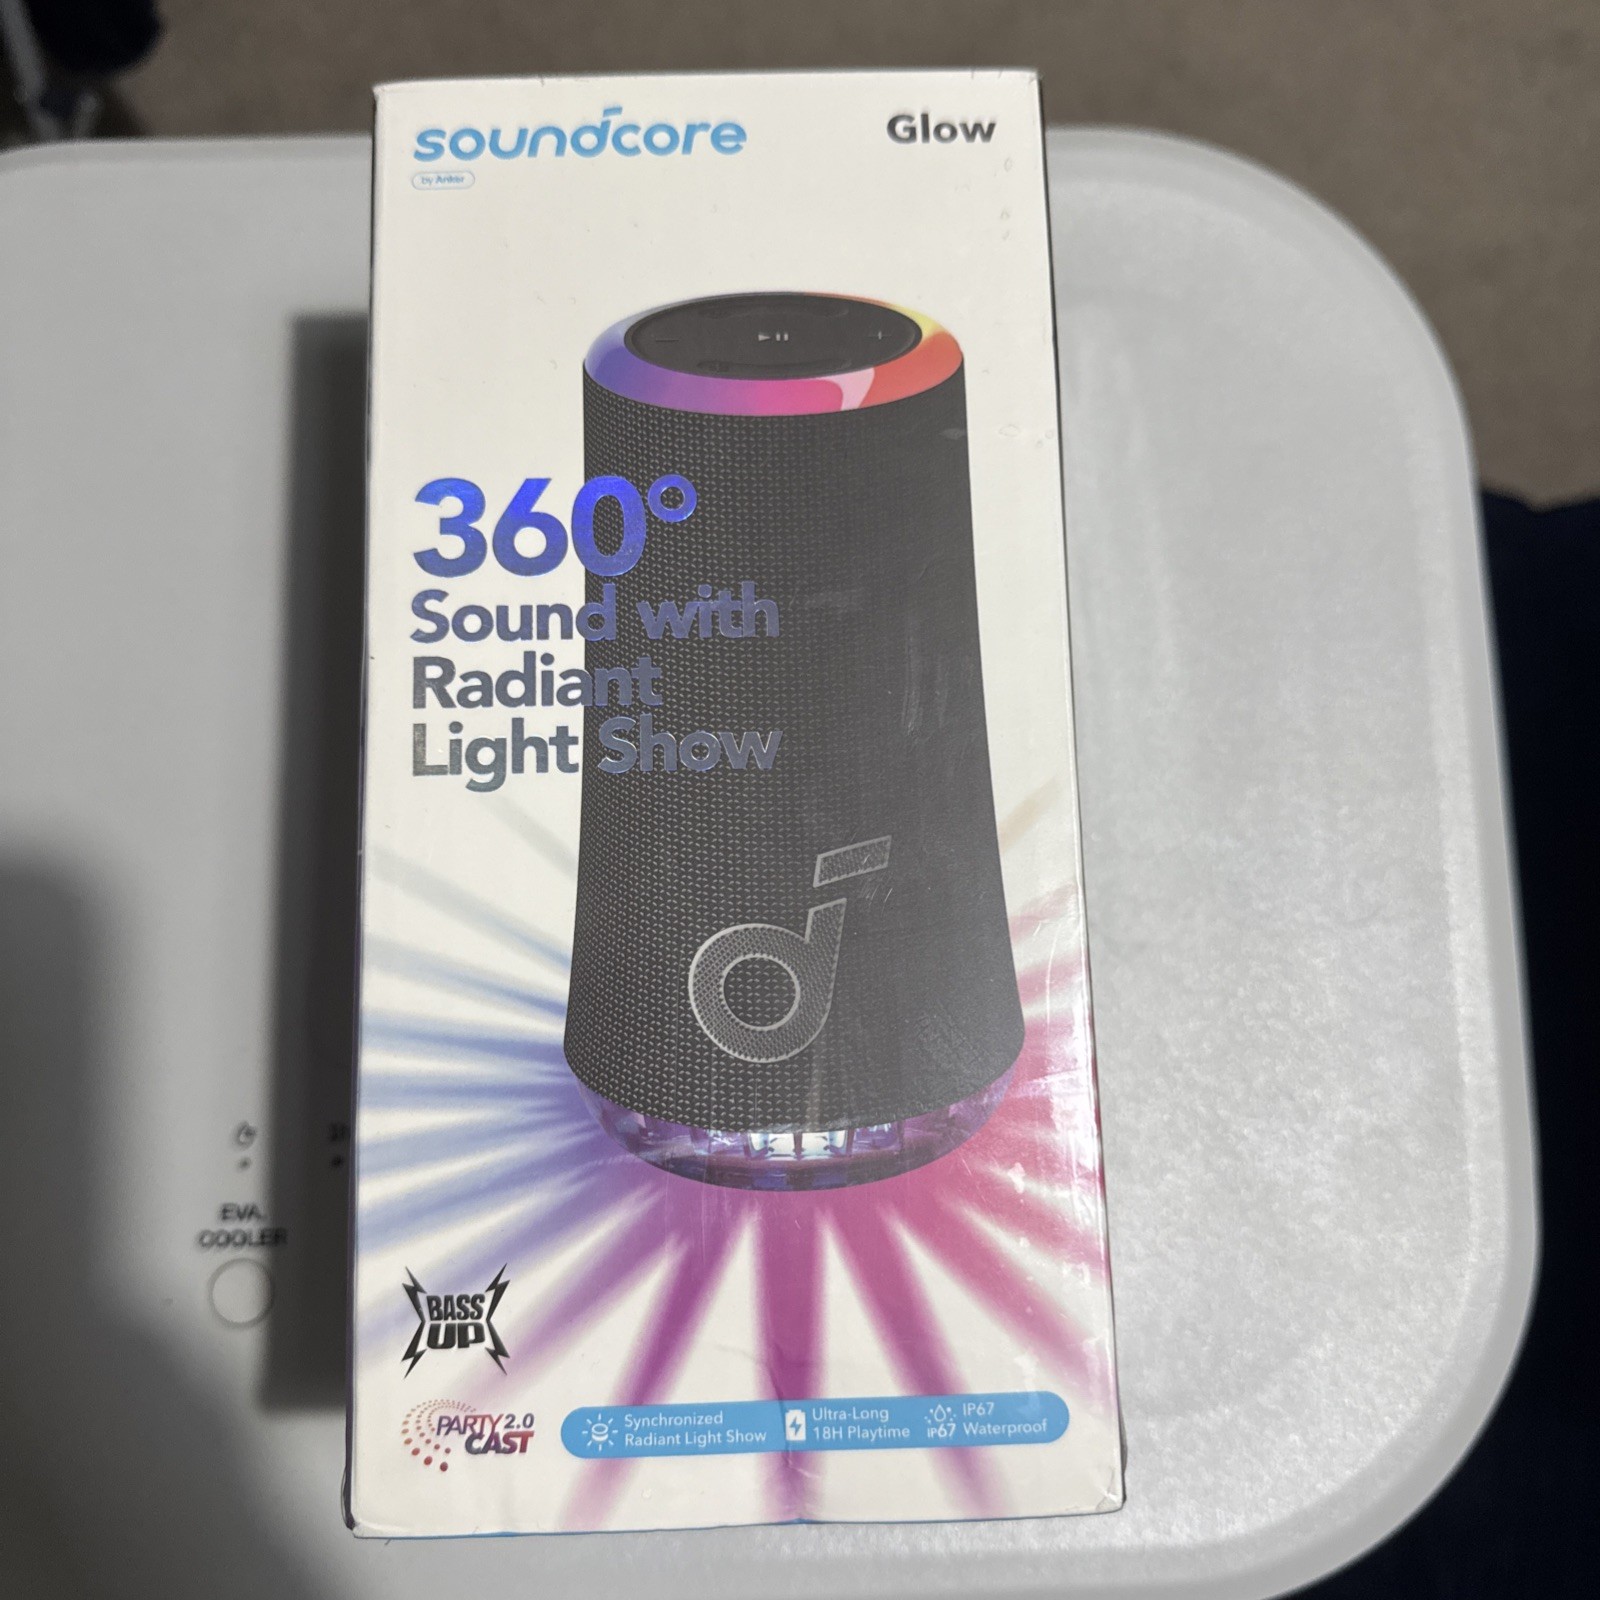 soundcore
by Anker
Glow
360°
Sound with
Radiant
Light Show
BASS
UP
PARTY 2.0
CAST
Synchronized
Radiant Light Show
Ultra-Long
18H Playtime
IP67
IP67
Waterproof
EVA.
COOLER